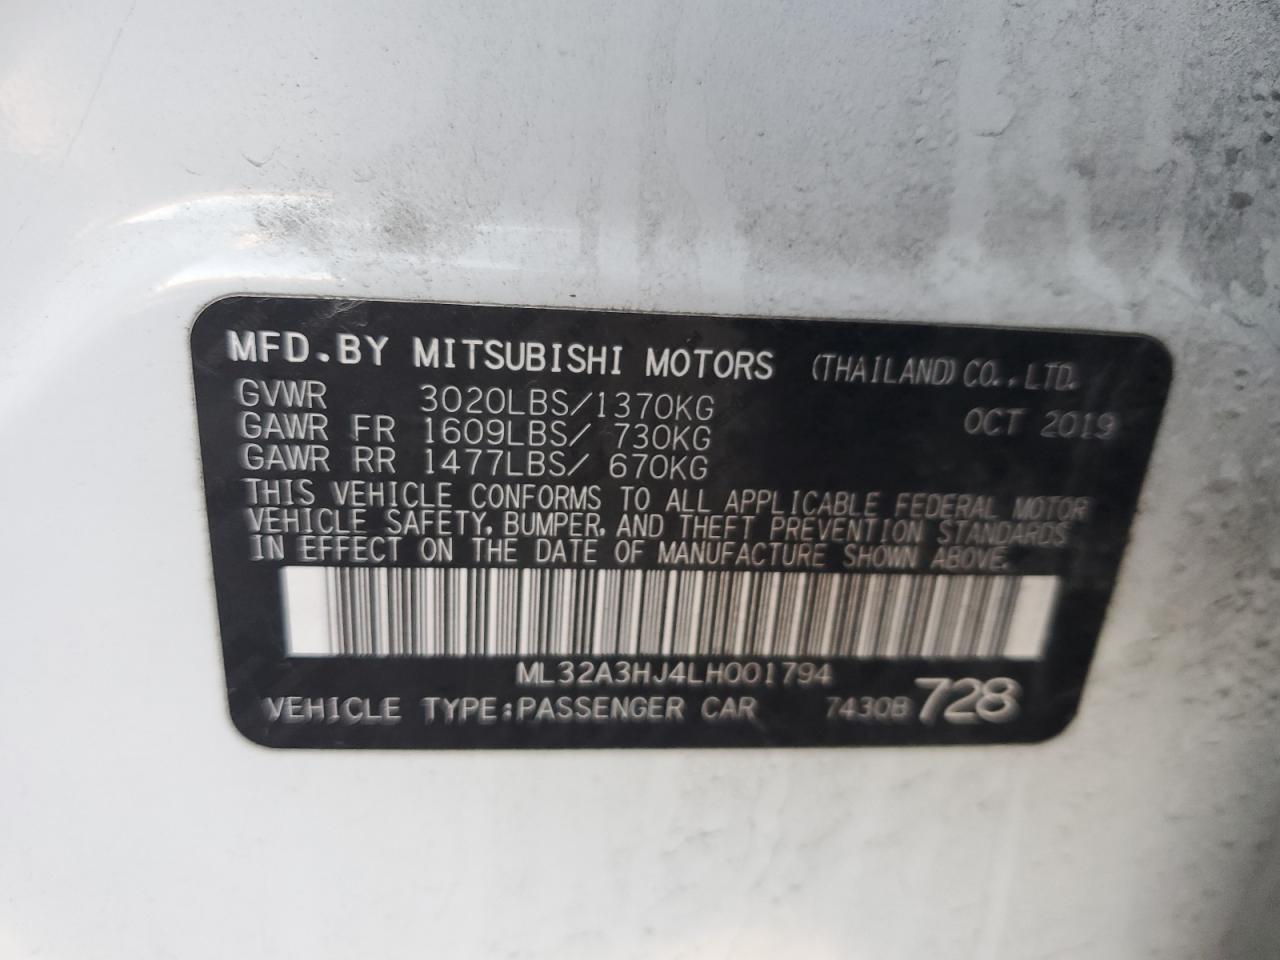 MFD.BY MITSUBISHI MOTORS (THAILAND) CO.,LTD.
GVWR 3020LBS/1370KG OCT 2019
GAWR FR 1609LBS/ 730KG
GAWR RR 1477LBS/ 670KG
THIS VEHICLE CONFORMS TO ALL APPLICABLE FEDERAL MOTOR
VEHICLE SAFETY, BUMPER, AND THEFT PREVENTION STANDARDS
IN EFFECT ON THE DATE OF MANUFACTURE SHOWN ABOVE.
ML32A3HJ4LH001794
VEHICLE TYPE:PASSENGER CAR 7430B 728